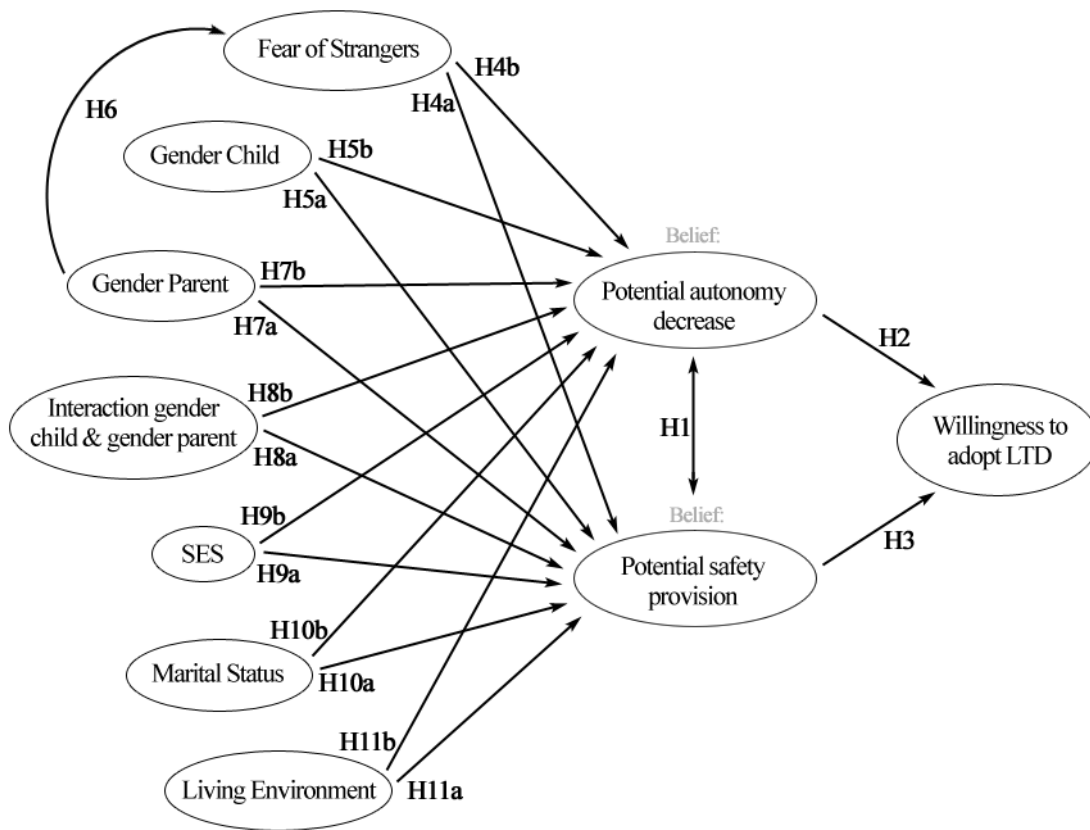 Fear of Strangers
H4b
H4a
H6
Gender Child
H5b
H5a
Belief:
Gender Parent
H7b
H7a
Potential autonomy
decrease
H2
Interaction gender
child & gender parent
H8b
H8a
H1
Willingness to
adopt LTD
Belief:
SES
H9b
H9a
Potential safety
provision
H3
Marital Status
H10b
H10a
Living Environment
H11b
H11a